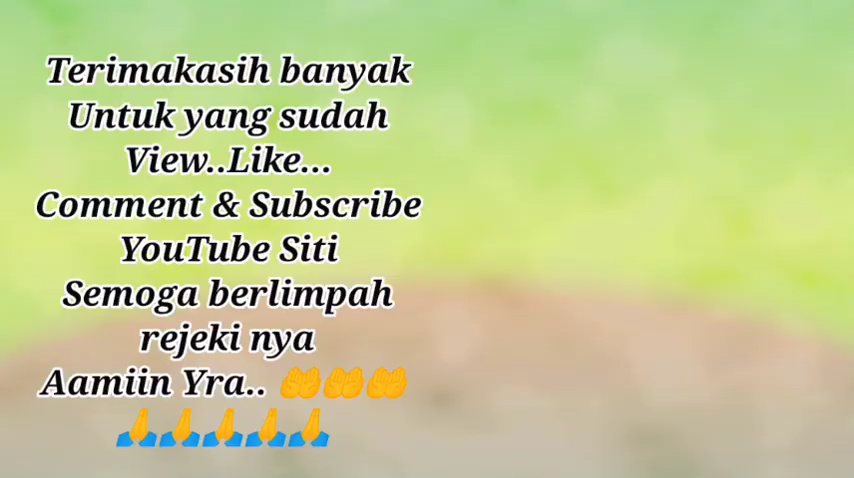 Terimakasih banyak
Untuk yang sudah
View..Like...
Comment & Subscribe
YouTube Siti
Semoga berlimpah
rejeki nya
Aamiin Yra.. 🤲🤲🤲
🙏🙏🙏🙏🙏